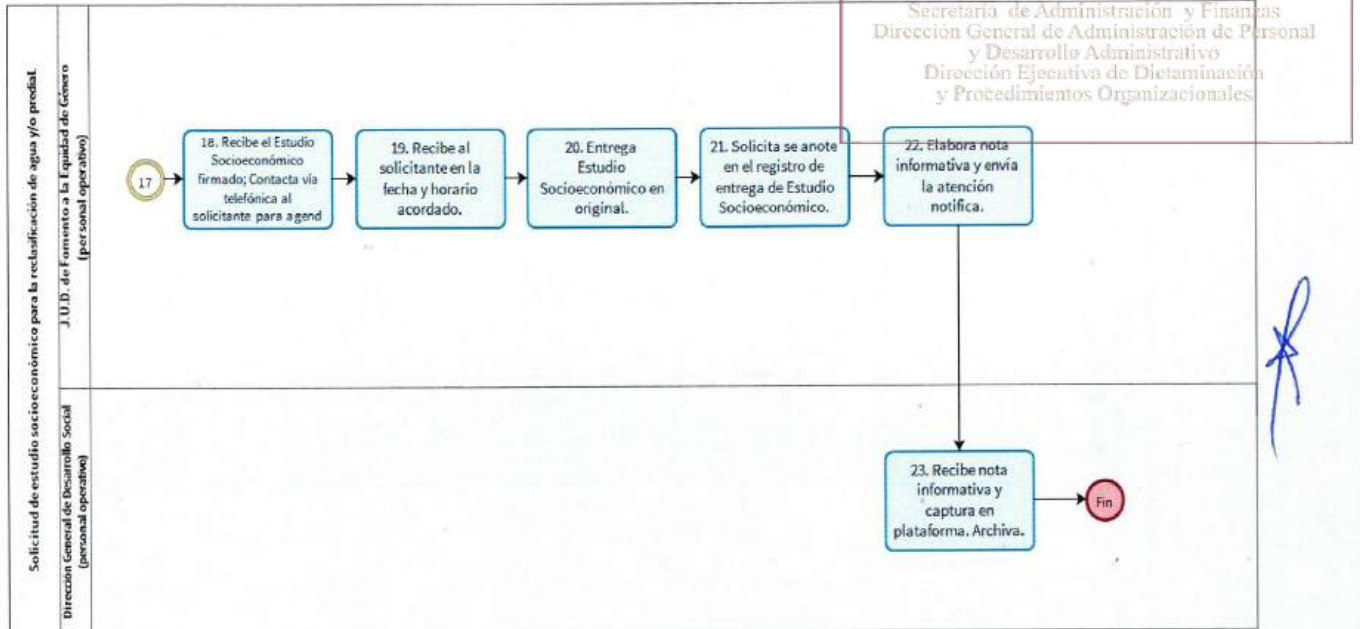 Secretaría de Administración y Finanzas
Dirección General de Administración de Personal
y Desarrollo Administrativo
Dirección Ejecutiva de Dictaminación
y Procedimientos Organizacionales
Solicitud de estudio socioeconómico para la reclasificación de agua y/o predial.
J.U.D. de Fomento a la Equidad de Género
(personal operativo)
17
18. Recibe el Estudio
Socioeconómico
firmado; Contacta vía
telefónica al
solicitante para agend
19. Recibe al
solicitante en la
fecha y horario
acordado.
20. Entrega
Estudio
Socioeconómico en
original.
21. Solicita se anote
en el registro de
entrega de Estudio
Socioeconómico.
22. Elabora nota
informativa y envía
la atención
notifica.
Dirección General de Desarrollo Social
(personal operativo)
23. Recibe nota
informativa y
captura en
plataforma. Archiva.
Fin